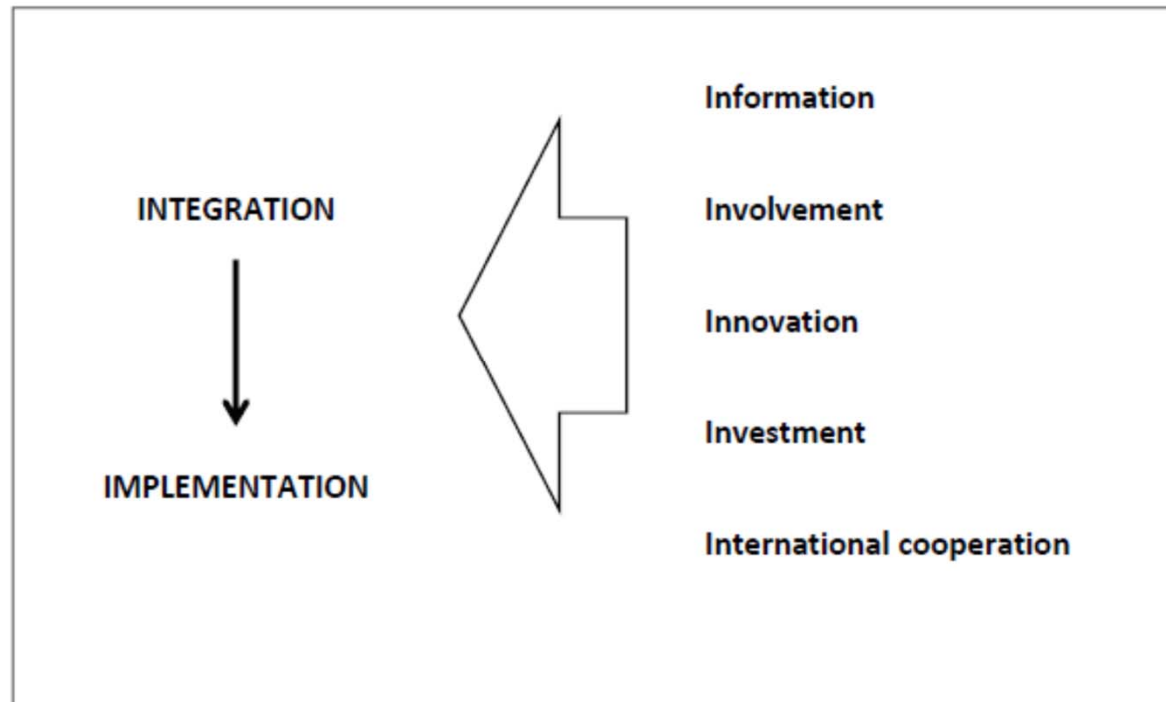 INTEGRATION
IMPLEMENTATION
Information
Involvement
Innovation
Investment
International cooperation